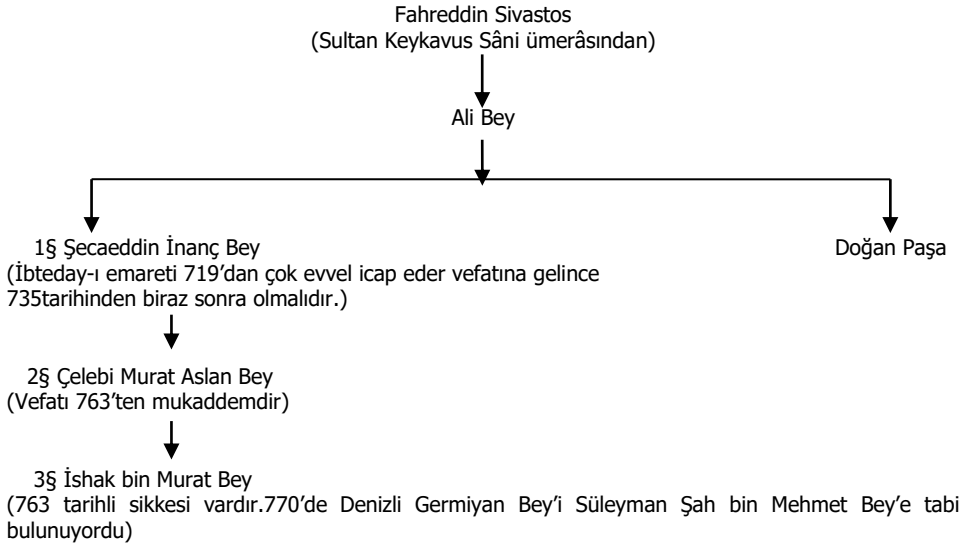 Fahreddin Sivastos
(Sultan Keykavus Sâni ümerâsından)
Ali Bey
1§ Şecaeddin İnanç Bey
Doğan Paşa
(İbteday-ı emareti 719’dan çok evvel icap eder vefatına gelince
735tarihinden biraz sonra olmalıdır.)
2§ Çelebi Murat Aslan Bey
(Vefatı 763’ten mukaddemdir)
3§ İshak bin Murat Bey
(763 tarihli sikkesi vardır.770’de Denizli Germiyan Bey’i Süleyman Şah bin Mehmet Bey’e tabi
bulunuyordu)